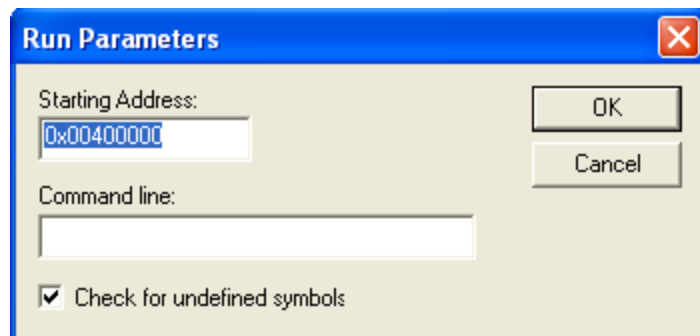 Run Parameters
Starting Address:
0x00400000
OK
Cancel
Command line:
Check for undefined symbols